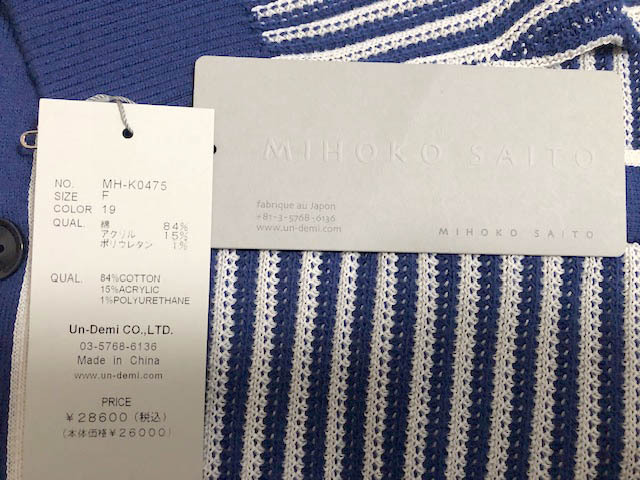 NO. MH-K0475
SIZE F
COLOR 19
QUAL. 綿 84%
アクリル 15%
ポリウレタン 1%
QUAL. 84%COTTON
15%ACRYLIC
1%POLYURETHANE
Un-Demi CO.,LTD.
03-5768-6136
Made in China
www.un-demi.com
PRICE
¥28600(税込)
(本体価格¥26000)
MIHOKO SAITO
fabrique au Japon
+81-3-5768-6136
www.un-demi.com
MIHOKO SAITO